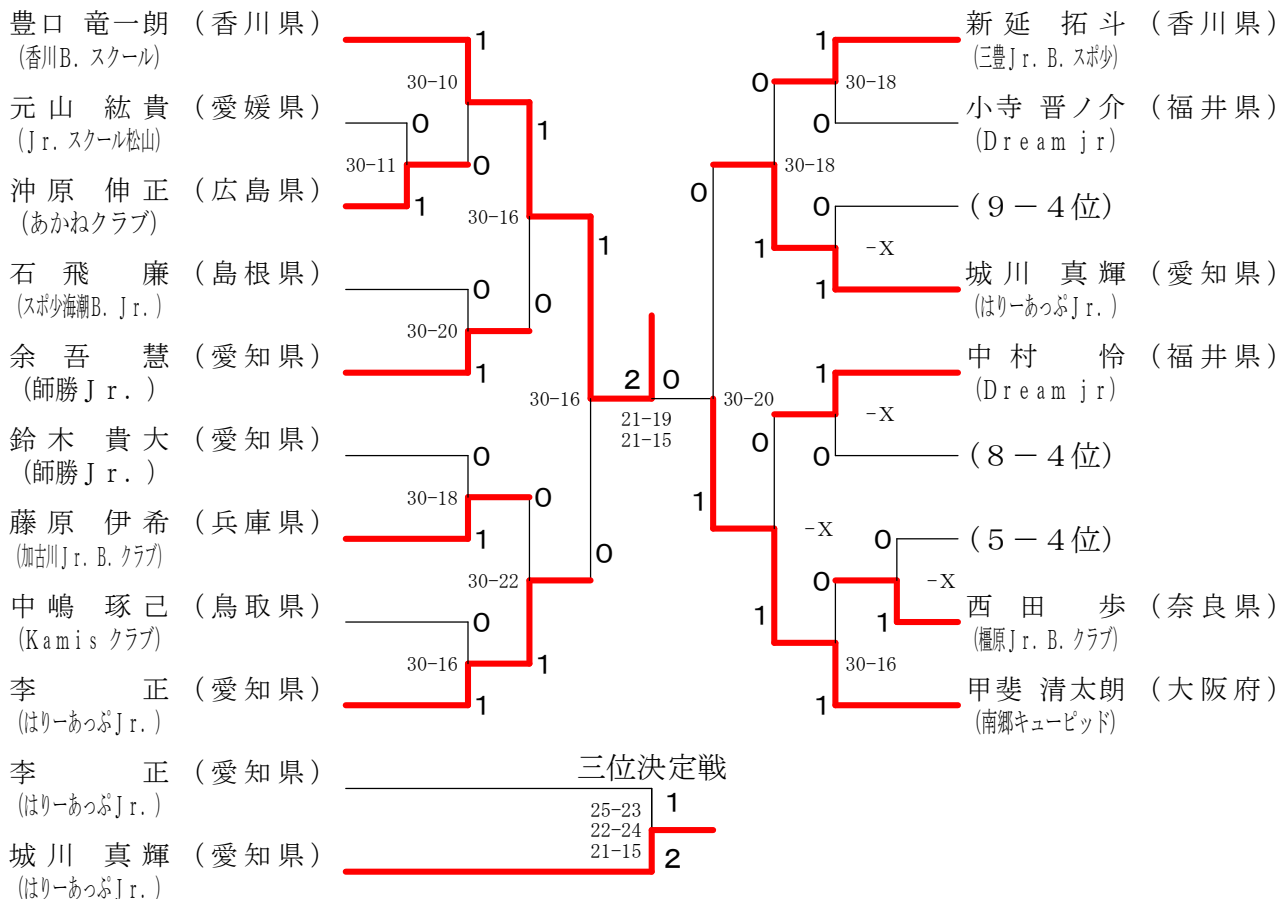 豊口 竜一朗 (香川県)
(香川B. スクール)
元山 紘貴 (愛媛県)
(Jr. スクール松山)
沖原 伸正 (広島県)
(あかねクラブ)
石飛 廉 (島根県)
(スポ少海潮B. Jr.)
余吾 慧 (愛知県)
(師勝Jr.)
鈴木 貴大 (愛知県)
(師勝Jr.)
藤原 伊希 (兵庫県)
(加古川Jr. B. クラブ)
中嶋 琢己 (鳥取県)
(Kamis クラブ)
李 正 (愛知県)
(はりーあっぷJr.)
1
30-10
0
30-11
0
1
1
30-16
0
30-20
0
1
1
30-16
0
30-18
0
1
30-22
0
0
30-16
1
1
2 0
21-19
21-15
新延 拓斗 (香川県)
(三豊Jr. B. スポ少)
小寺 晋ノ介 (福井県)
(Dream jr)
(9-4位)
城川 真輝 (愛知県)
(はりーあっぷJr.)
中村 怜 (福井県)
(Dream jr)
(8-4位)
(5-4位)
西田 歩 (奈良県)
(橿原Jr. B. クラブ)
甲斐 清太朗 (大阪府)
(南郷キューピッド)
1
0
30-18
0
30-18
0
0
1
-X
1
30-20
1
0
-X
0
1
-X
0
0
-X
1
1
30-16
1
三位決定戦
李 正 (愛知県)
(はりーあっぷJr.)
城川 真輝 (愛知県)
(はりーあっぷJr.)
1
25-23
22-24
21-15
2